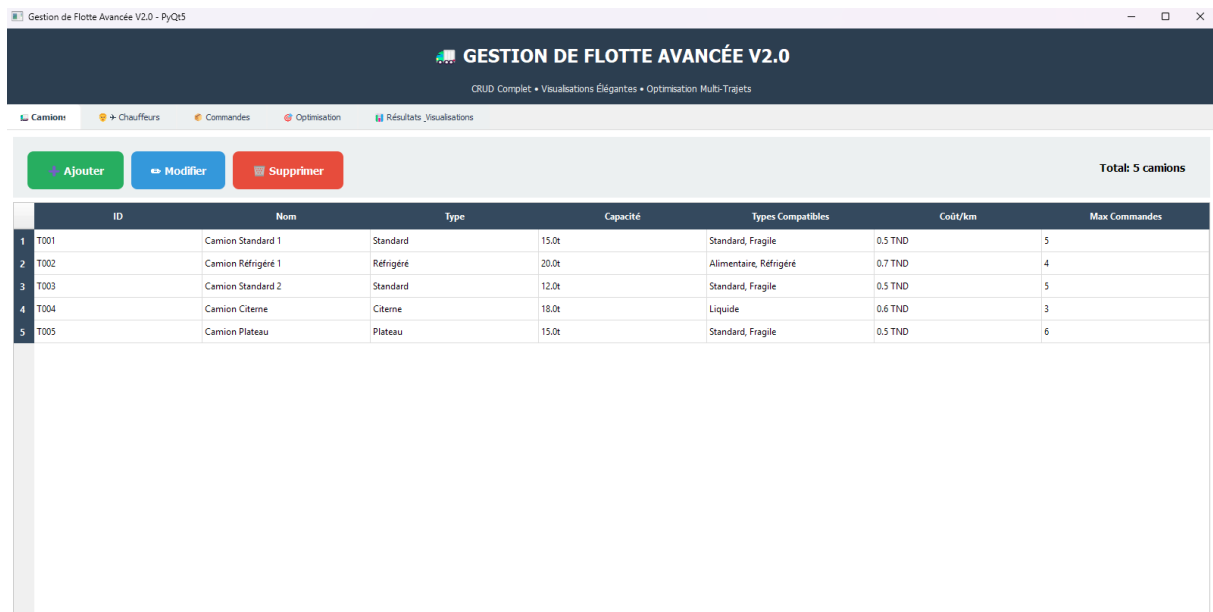 Gestion de Flotte Avancée V2.0 - PyQt5
GESTION DE FLOTTE AVANCÉE V2.0
CRUD Complet • Visualisations Élégantes • Optimisation Multi-Trajets
Camions Chauffeurs Commandes Optimisation Résultats_Visualisations
Ajouter Modifier Supprimer Total: 5 camions
ID Nom Type Capacité Types Compatibles Coût/km Max Commandes
1 T001 Camion Standard 1 Standard 15.0t Standard, Fragile 0.5 TND 5
2 T002 Camion Réfrigéré 1 Réfrigéré 20.0t Alimentaire, Réfrigéré 0.7 TND 4
3 T003 Camion Standard 2 Standard 12.0t Standard, Fragile 0.5 TND 5
4 T004 Camion Citerne Citerne 18.0t Liquide 0.6 TND 3
5 T005 Camion Plateau Plateau 15.0t Standard, Fragile 0.5 TND 6